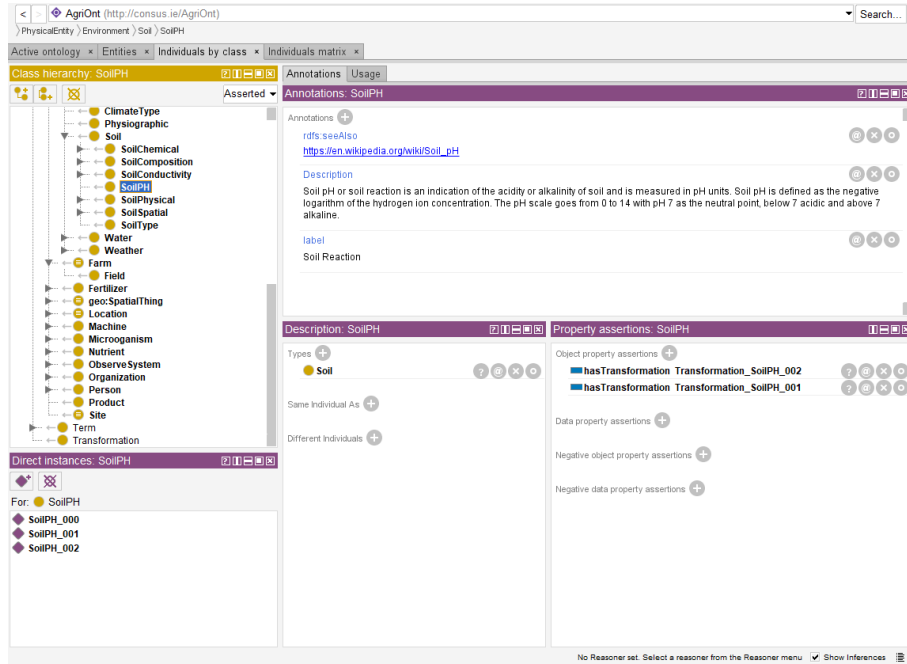 < > AgriOnt (http://consus.ie/AgriOnt) Search...
PhysicalEntity Environment Soil SoilPH
Active ontology × Entities × Individuals by class × Individuals matrix ×
Class hierarchy: SoilPH
Asserted
ClimateType
Physiographic
Soil
SoilChemical
SoilComposition
SoilConductivity
SoilPH
SoilPhysical
SoilSpatial
SoilType
Water
Weather
Farm
Field
Fertilizer
geo:SpatialThing
Location
Machine
Microoganism
Nutrient
ObserveSystem
Organization
Person
Product
Site
Term
Transformation
Direct instances: SoilPH
For: SoilPH
SoilPH_000
SoilPH_001
SoilPH_002
Annotations Usage
Annotations: SoilPH
Annotations
rdfs:seeAlso
https://en.wikipedia.org/wiki/Soil_pH
Description
Soil pH or soil reaction is an indication of the acidity or alkalinity of soil and is measured in pH units. Soil pH is defined as the negative
logarithm of the hydrogen ion concentration. The pH scale goes from 0 to 14 with pH 7 as the neutral point, below 7 acidic and above 7
alkaline.
label
Soil Reaction
Description: SoilPH
Types
Soil
Same Individual As
Different Individuals
Property assertions: SoilPH
Object property assertions
hasTransformation Transformation_SoilPH_002
hasTransformation Transformation_SoilPH_001
Data property assertions
Negative object property assertions
Negative data property assertions
No Reasoner set. Select a reasoner from the Reasoner menu Show Inferences